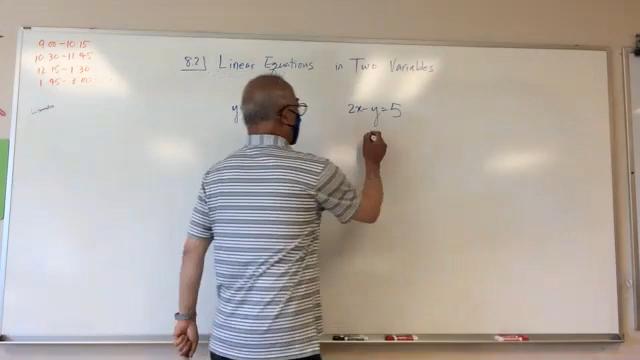 9:00-10:15
10:30-11:45
12:15-1:30
1:45-3:00
8.2 Linear Equations in Two Variables
y
2x-y=5